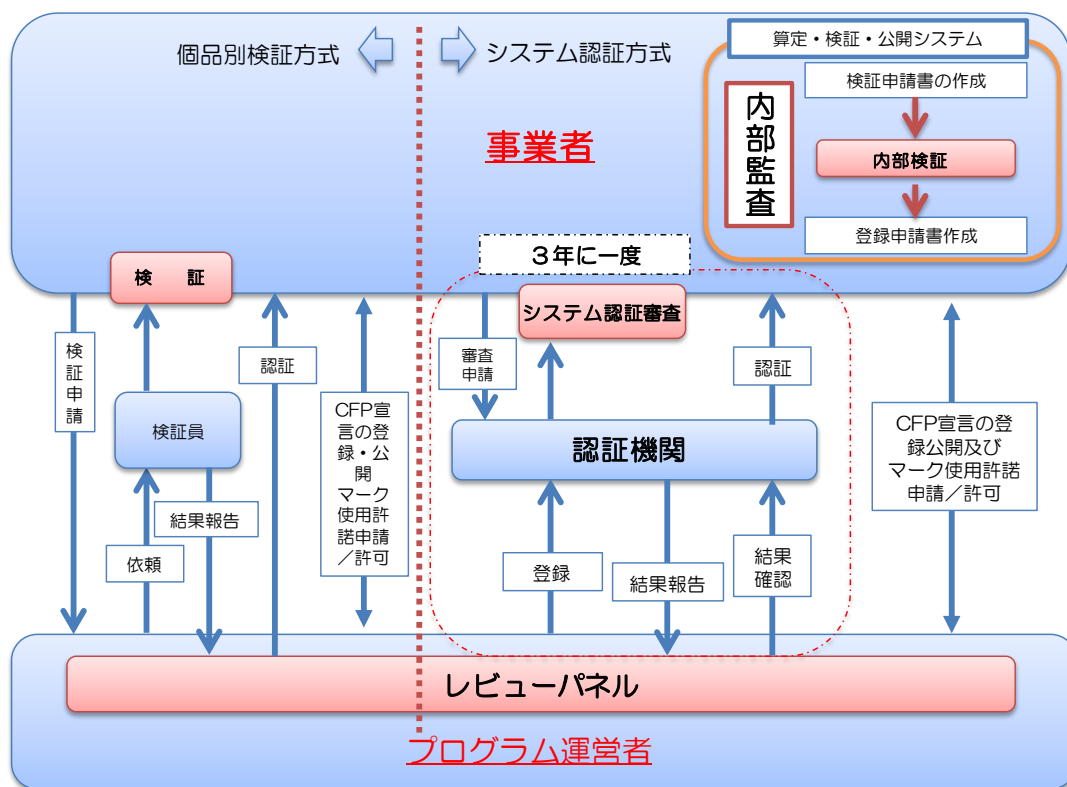 個品別検証方式
システム認証方式
算定・検証・公開システム
検証申請書の作成
内部監査
内部検証
登録申請書作成
事業者
3年に一度
検　証
システム認証審査
検証申請
認証
審査
申請
認証
検証員
CFP宣
言の登
録・公
開
マーク
使用許
諾申請
/許可
認証機関
CFP宣言の登
録公開及び
マーク使用許諾
申請/許可
結果報告
依頼
登録
結果報告
結果
確認
レビューパネル
プログラム運営者